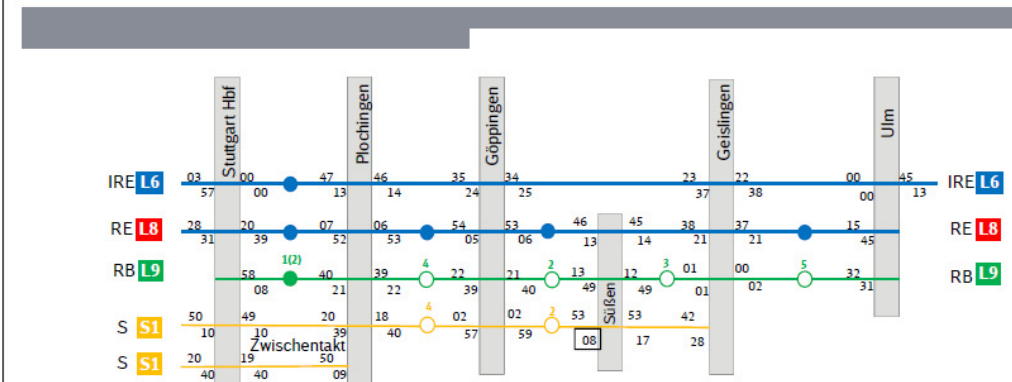 Stuttgart Hbf
Plochingen
Göppingen
Geislingen
Ulm
IRE L6 03 00 47 46 35 34 23 22 00 45 IRE L6
57 00 13 14 24 25 37 38 00 13
RE L8 28 20 07 06 54 53 46 45 38 37 15 RE L8
31 39 52 53 05 06 13 14 21 21 45
RB L9 58 1(2) 40 39 4 22 21 2 13 12 3 01 00 5 32 RB L9
08 21 22 39 40 49 49 01 02 31
Süßen
S S1 50 49 20 18 4 02 02 2 53 53 42
10 10 39 40 57 59 08 17 28
Zwischentakt
S S1 20 19 50
40 40 09